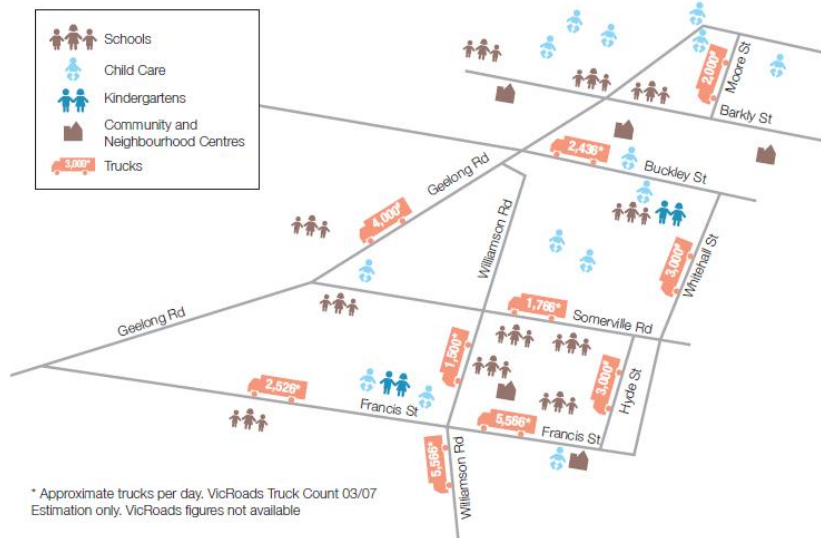 Schools
Child Care
Kindergartens
Community and
Neighbourhood Centres
3,000*
Trucks
2,000*
Moore St
Barkly St
2,436*
Buckley St
Geelong Rd
4,000#
Williamson Rd
3,000#
Whitehall St
Geelong Rd
1,766*
Somerville Rd
1,500*
3,000*
Hyde St
2,526*
Francis St
5,566*
Francis St
5,566*
Williamson Rd
* Approximate trucks per day. VicRoads Truck Count 03/07
Estimation only. VicRoads figures not available